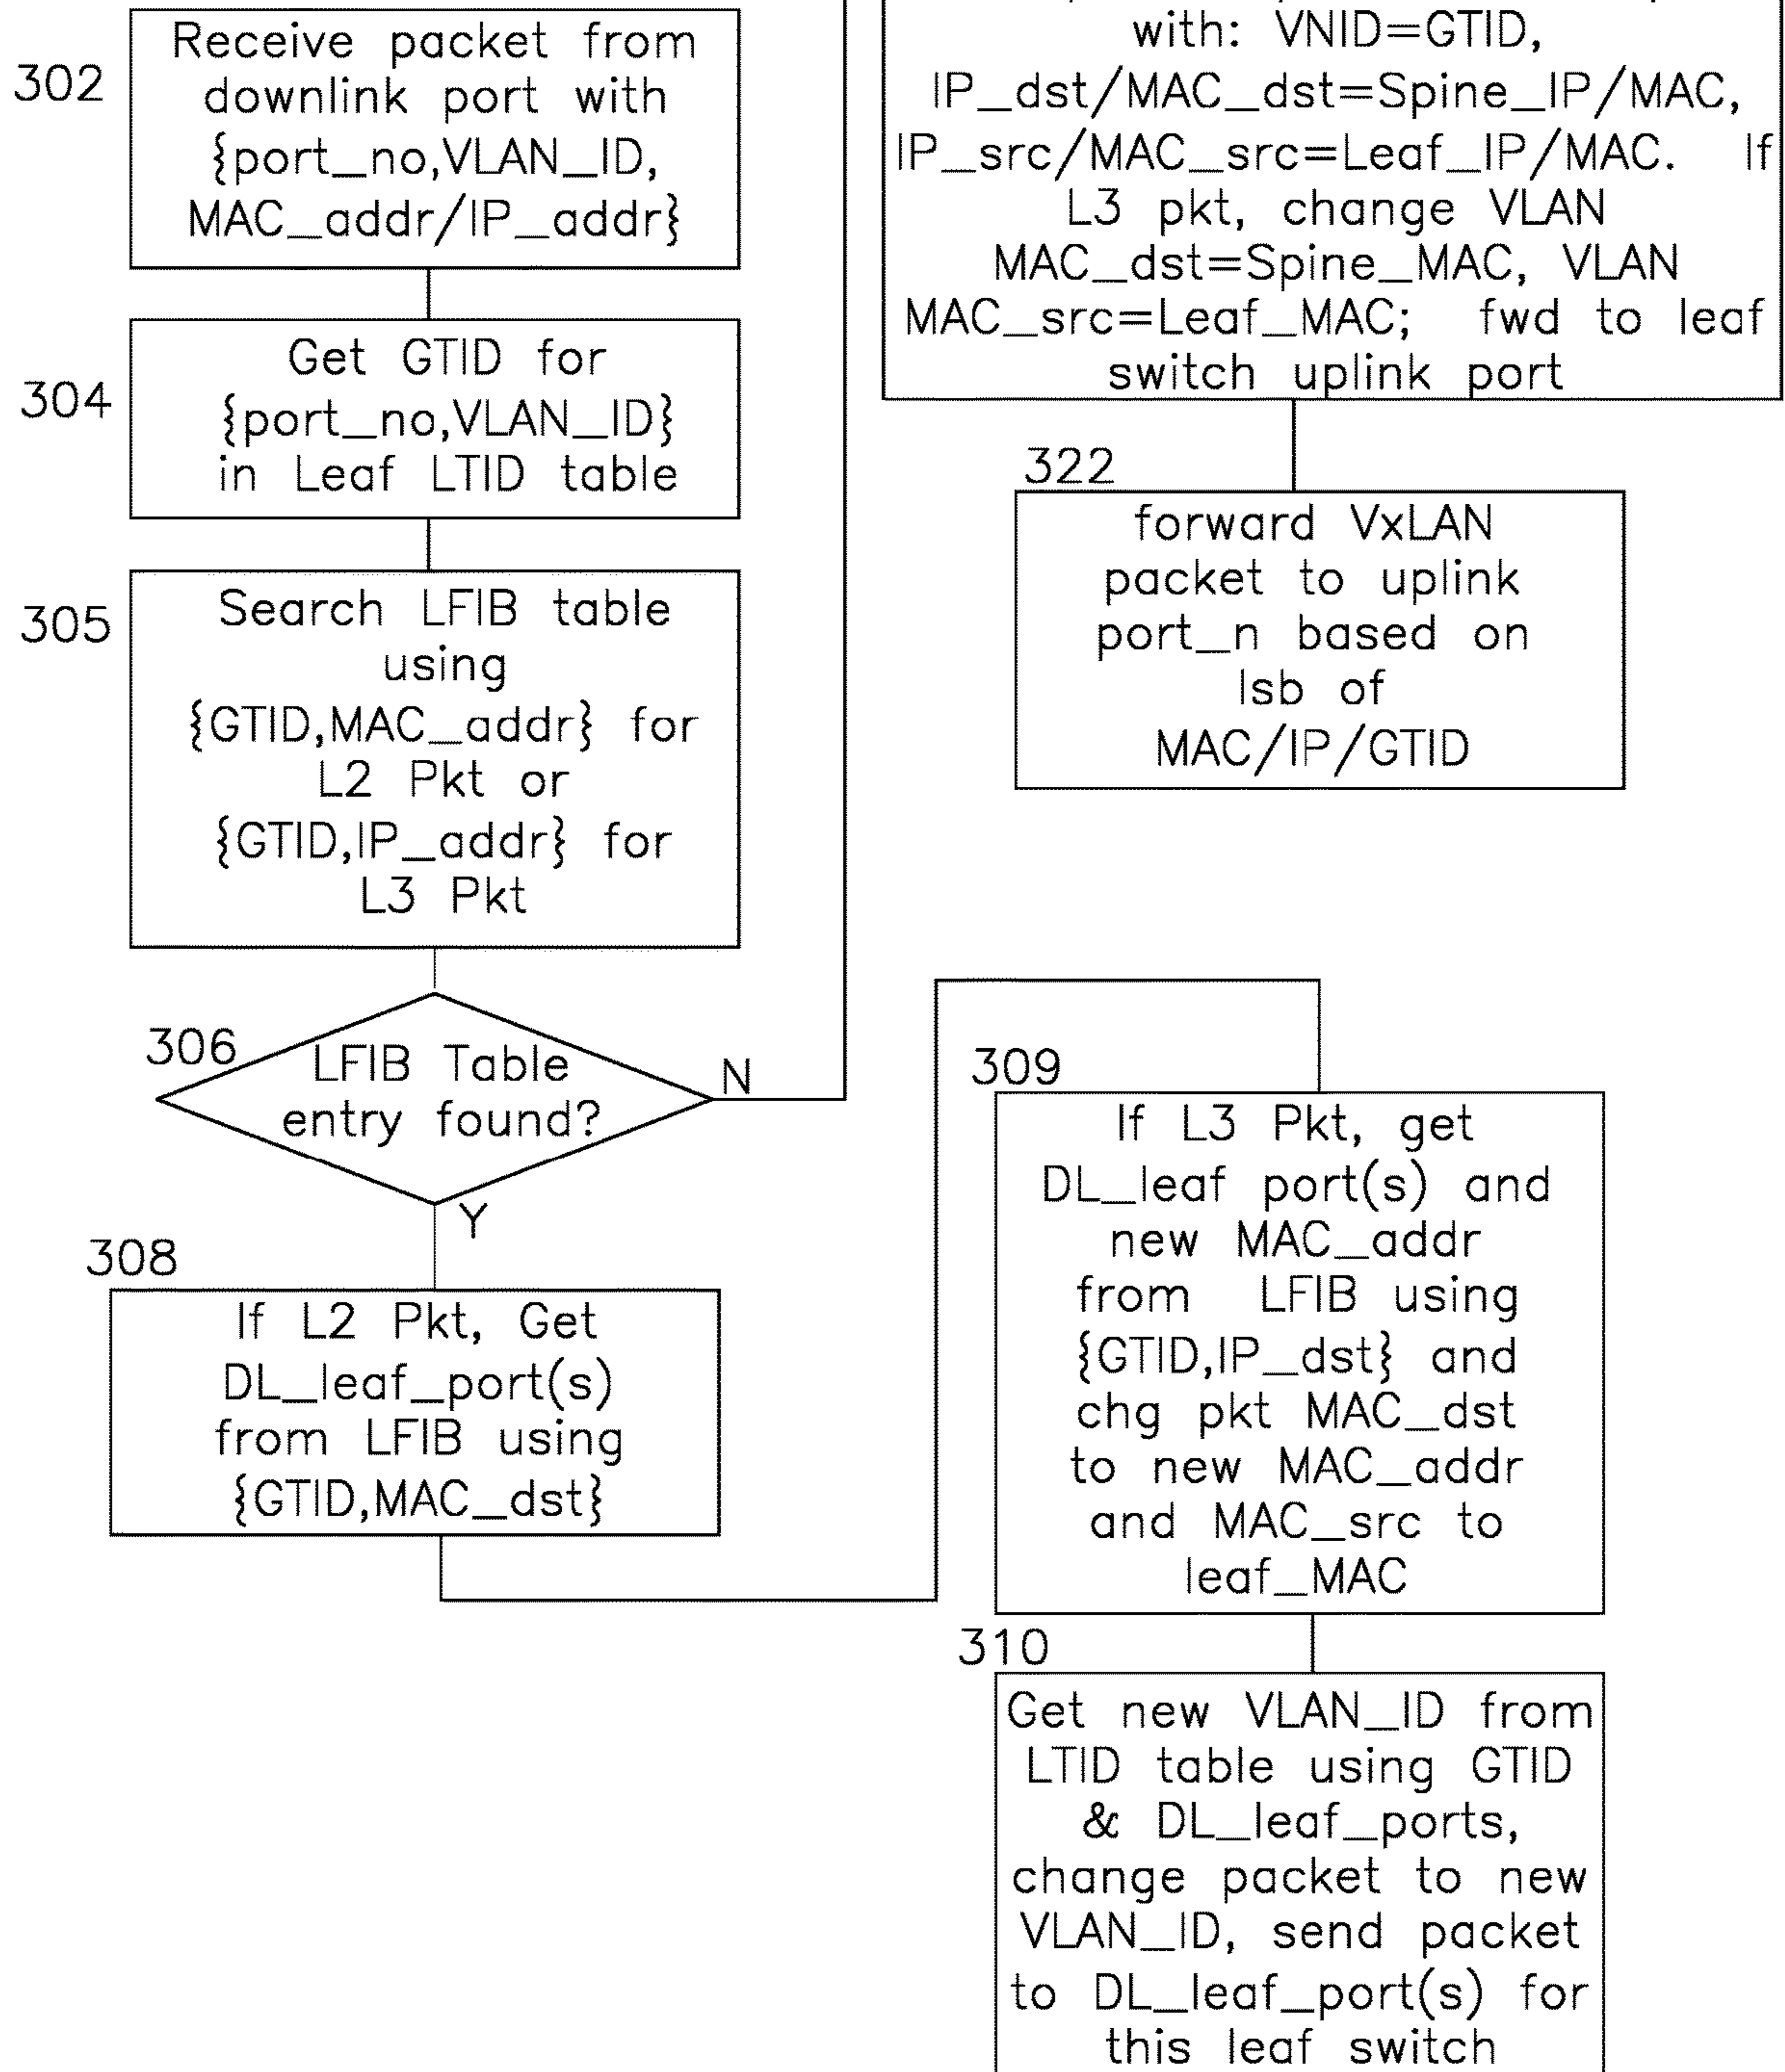 302
Receive packet from
downlink port with
{port_no,VLAN_ID,
MAC_addr/IP_addr}
304
Get GTID for
{port_no,VLAN_ID}
in Leaf LTID table
305
Search LFIB table
using
{GTID,MAC_addr} for
L2 Pkt or
{GTID,IP_addr} for
L3 Pkt
306
LFIB Table
entry found?
N
Y
308
If L2 Pkt, Get
DL_leaf_port(s)
from LFIB using
{GTID,MAC_dst}
with: VNID=GTID,
IP_dst/MAC_dst=Spine_IP/MAC,
IP_src/MAC_src=Leaf_IP/MAC. If
L3 pkt, change VLAN
MAC_dst=Spine_MAC, VLAN
MAC_src=Leaf_MAC; fwd to leaf
switch uplink port
322
forward VxLAN
packet to uplink
port_n based on
lsb of
MAC/IP/GTID
309
If L3 Pkt, get
DL_leaf port(s) and
new MAC_addr
from LFIB using
{GTID,IP_dst} and
chg pkt MAC_dst
to new MAC_addr
and MAC_src to
leaf_MAC
310
Get new VLAN_ID from
LTID table using GTID
& DL_leaf_ports,
change packet to new
VLAN_ID, send packet
to DL_leaf_port(s) for
this leaf switch